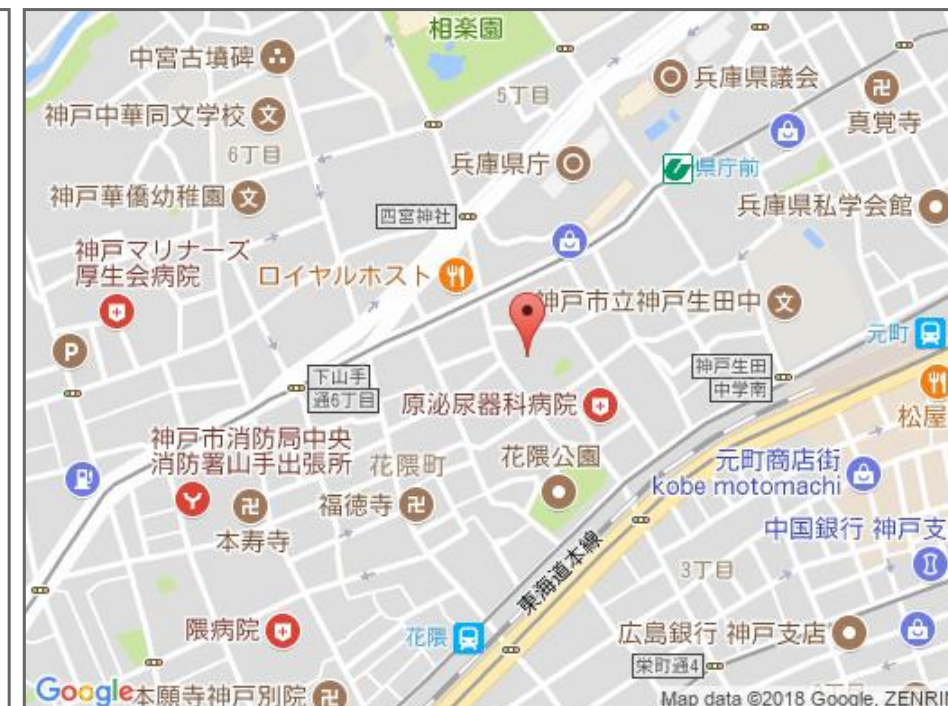 相楽園
中宮古墳碑
5丁目
兵庫県議会
神戸中華同文学校
文
卍
真覚寺
6丁目
兵庫県庁
県庁前
神戸華僑幼稚園
文
四宮神社
兵庫県私学会館
神戸マリナーズ
厚生会病院
ロイヤルホスト
神戸市立神戸生田中
文
元町
P
下山手
通6丁目
神戸生田
中学南
原泌尿器科病院
松屋
神戸市消防局中央
消防署山手出張所
花隈町
花隈公園
元町商店街
kobe motomachi
福徳寺
卍
卍
本寿寺
中国銀行 神戸支
東海道本線
3丁目
隈病院
花隈
広島銀行 神戸支店
栄町通4
Google
本願寺神戸別院
卍
Map data ©2018 Google, ZENRIN